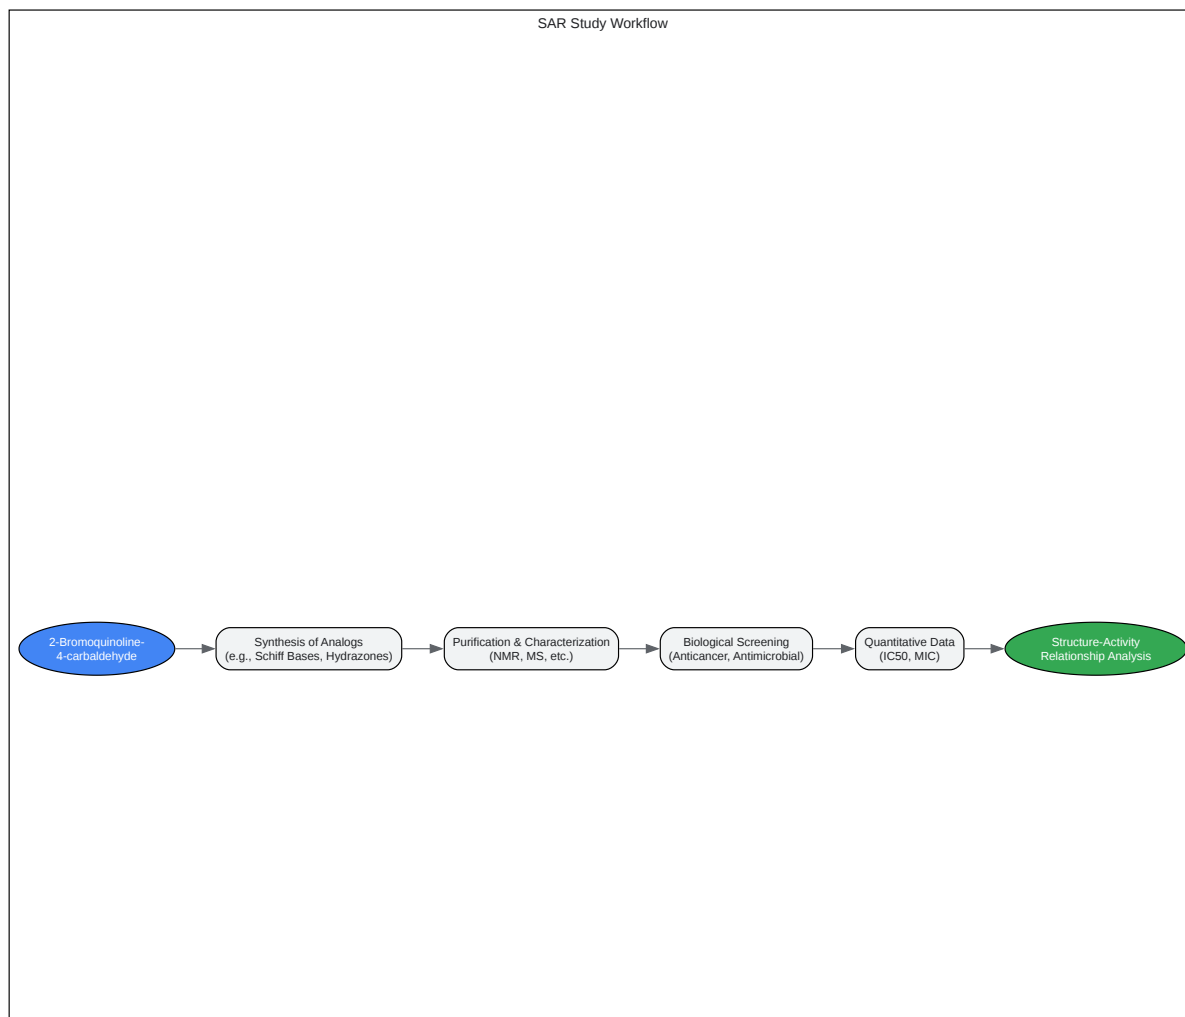 SAR Study Workflow
2-Bromoquinoline-
4-carbaldehyde
Synthesis of Analogs
(e.g., Schiff Bases, Hydrazones)
Purification & Characterization
(NMR, MS, etc.)
Biological Screening
(Anticancer, Antimicrobial)
Quantitative Data
(IC50, MIC)
Structure-Activity
Relationship Analysis